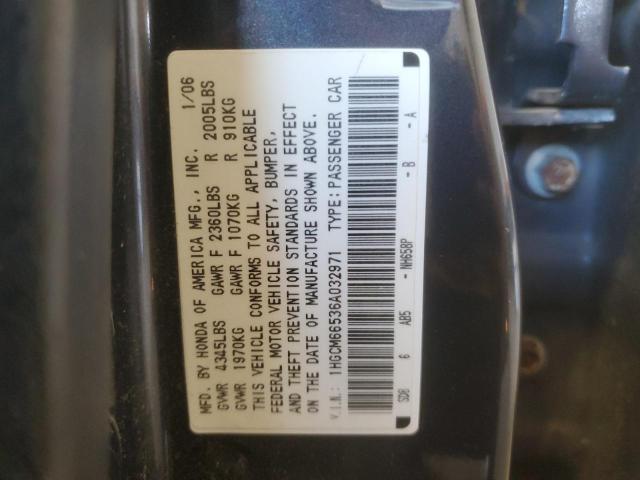 MFD. BY HONDA OF AMERICA MFG., INC. 1/06
GVWR 4345LBS GAWR F 2360LBS R 2005LBS
GVWR 1970KG GAWR F 1070KG R 910KG
THIS VEHICLE CONFORMS TO ALL APPLICABLE
FEDERAL MOTOR VEHICLE SAFETY, BUMPER,
AND THEFT PREVENTION STANDARDS IN EFFECT
ON THE DATE OF MANUFACTURE SHOWN ABOVE.
V.I.N.: 1HGCM66536A032971 TYPE:PASSENGER CAR
SDB 6 AB5 - NH658P - B - A